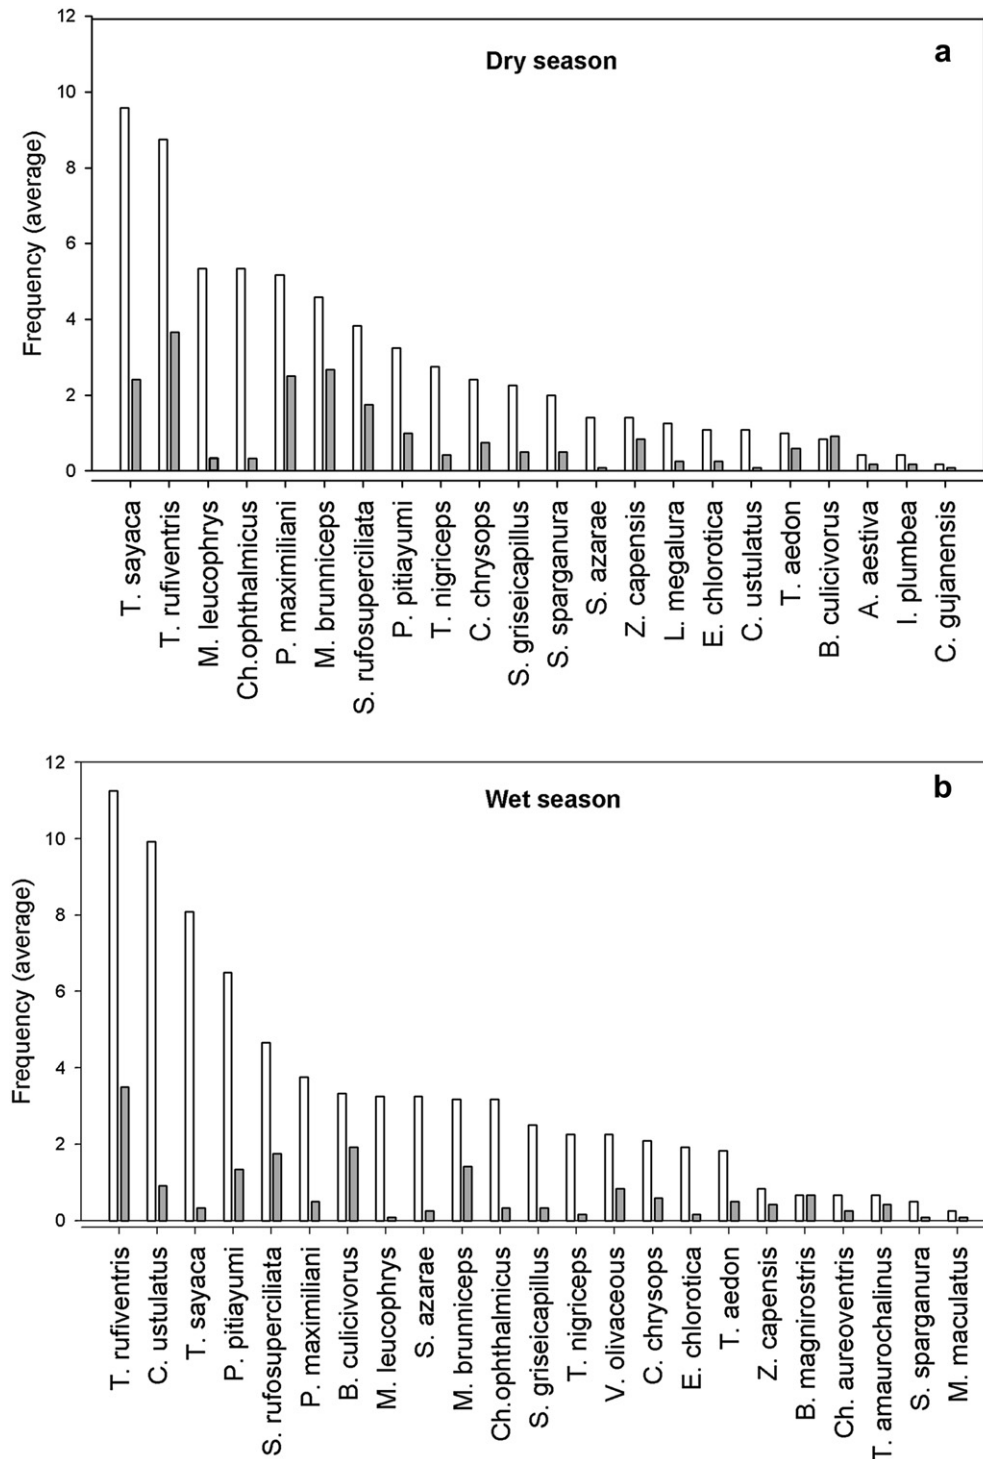 a
Dry season
Frequency (average)
12
10
8
6
4
2
0
T. sayaca
T. rufiventris
M. leucophrys
Ch.ophthalmicus
P. maximiliani
M. brunniceps
S. rufosuperciliata
P. pitiayumi
T. nigriceps
C. chrysops
S. griseicapillus
S. sparganura
S. azarae
Z. capensis
L. megalura
E. chlorotica
C. ustulatus
T. aedon
B. culicivorus
A. aestiva
I. plumbea
C. gujanensis
b
Wet season
Frequency (average)
12
10
8
6
4
2
0
T. rufiventris
C. ustulatus
T. sayaca
P. pitiayumi
S. rufosuperciliata
P. maximiliani
B. culicivorus
M. leucophrys
S. azarae
M. brunniceps
Ch.ophthalmicus
S. griseicapillus
T. nigriceps
V. olivaceous
C. chrysops
E. chlorotica
T. aedon
Z. capensis
B. magnirostris
Ch. aureoventris
T. amaurochalinus
S. sparganura
M. maculatus